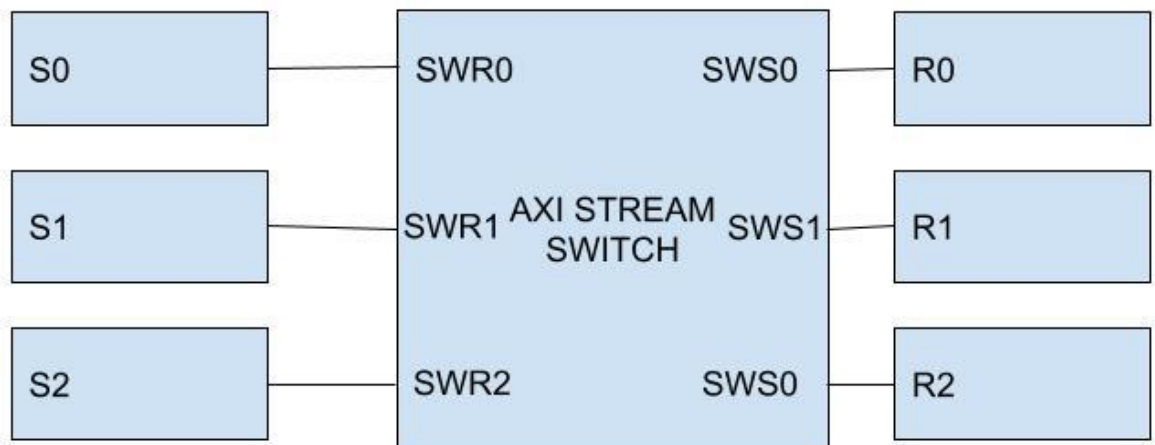 S0
SWR0
SWS0
R0
S1
SWR1
AXI STREAM
SWITCH
SWS1
R1
S2
SWR2
SWS0
R2